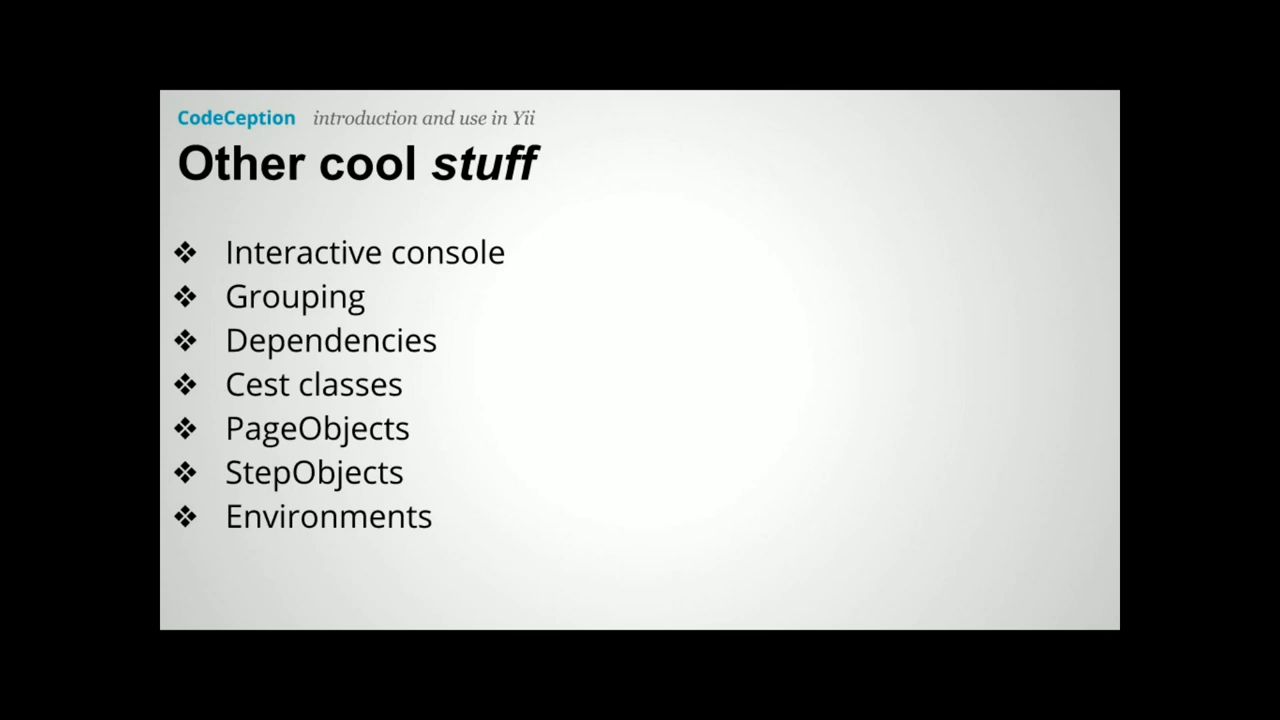 CodeCeption introduction and use in Yii
Other cool stuff
❖ Interactive console
❖ Grouping
❖ Dependencies
❖ Cest classes
❖ PageObjects
❖ StepObjects
❖ Environments